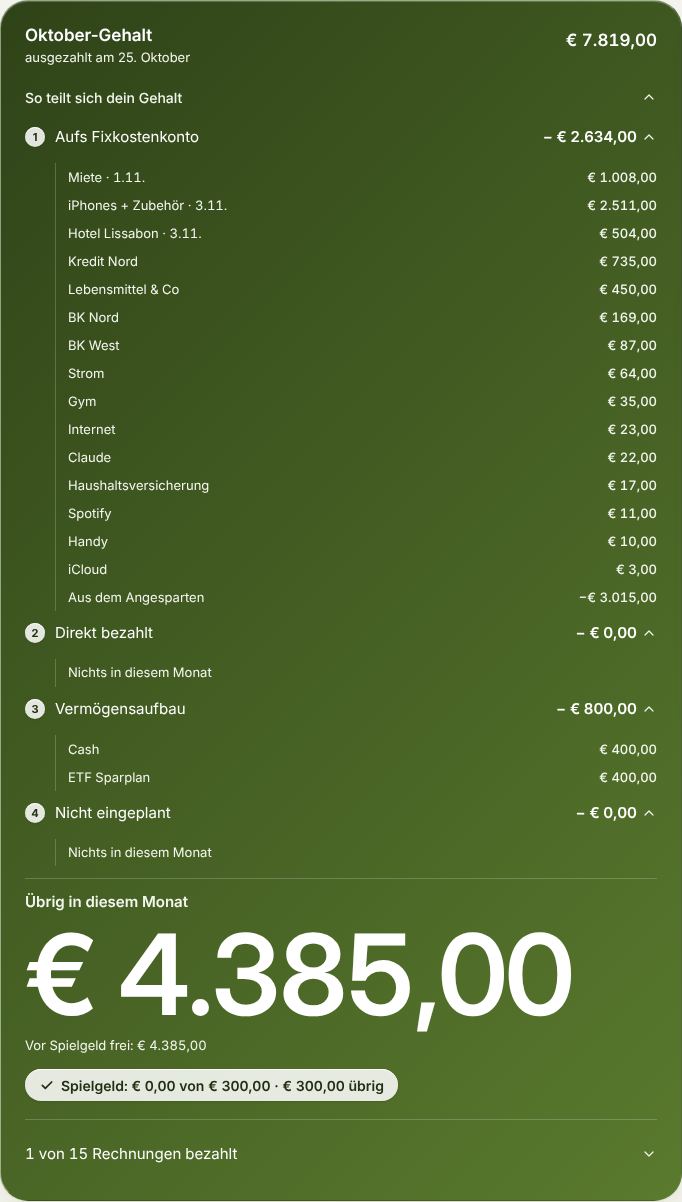 Oktober-Gehalt
€ 7.819,00
ausgezahlt am 25. Oktober
So teilt sich dein Gehalt
1 Aufs Fixkostenkonto – € 2.634,00
Miete · 1.11. € 1.008,00
iPhones + Zubehör · 3.11. € 2.511,00
Hotel Lissabon · 3.11. € 504,00
Kredit Nord € 735,00
Lebensmittel & Co € 450,00
BK Nord € 169,00
BK West € 87,00
Strom € 64,00
Gym € 35,00
Internet € 23,00
Claude € 22,00
Haushaltsversicherung € 17,00
Spotify € 11,00
Handy € 10,00
iCloud € 3,00
Aus dem Angesparten –€ 3.015,00
2 Direkt bezahlt – € 0,00
Nichts in diesem Monat
3 Vermögensaufbau – € 800,00
Cash € 400,00
ETF Sparplan € 400,00
4 Nicht eingeplant – € 0,00
Nichts in diesem Monat
Übrig in diesem Monat
€ 4.385,00
Vor Spielgeld frei: € 4.385,00
✓ Spielgeld: € 0,00 von € 300,00 · € 300,00 übrig
1 von 15 Rechnungen bezahlt